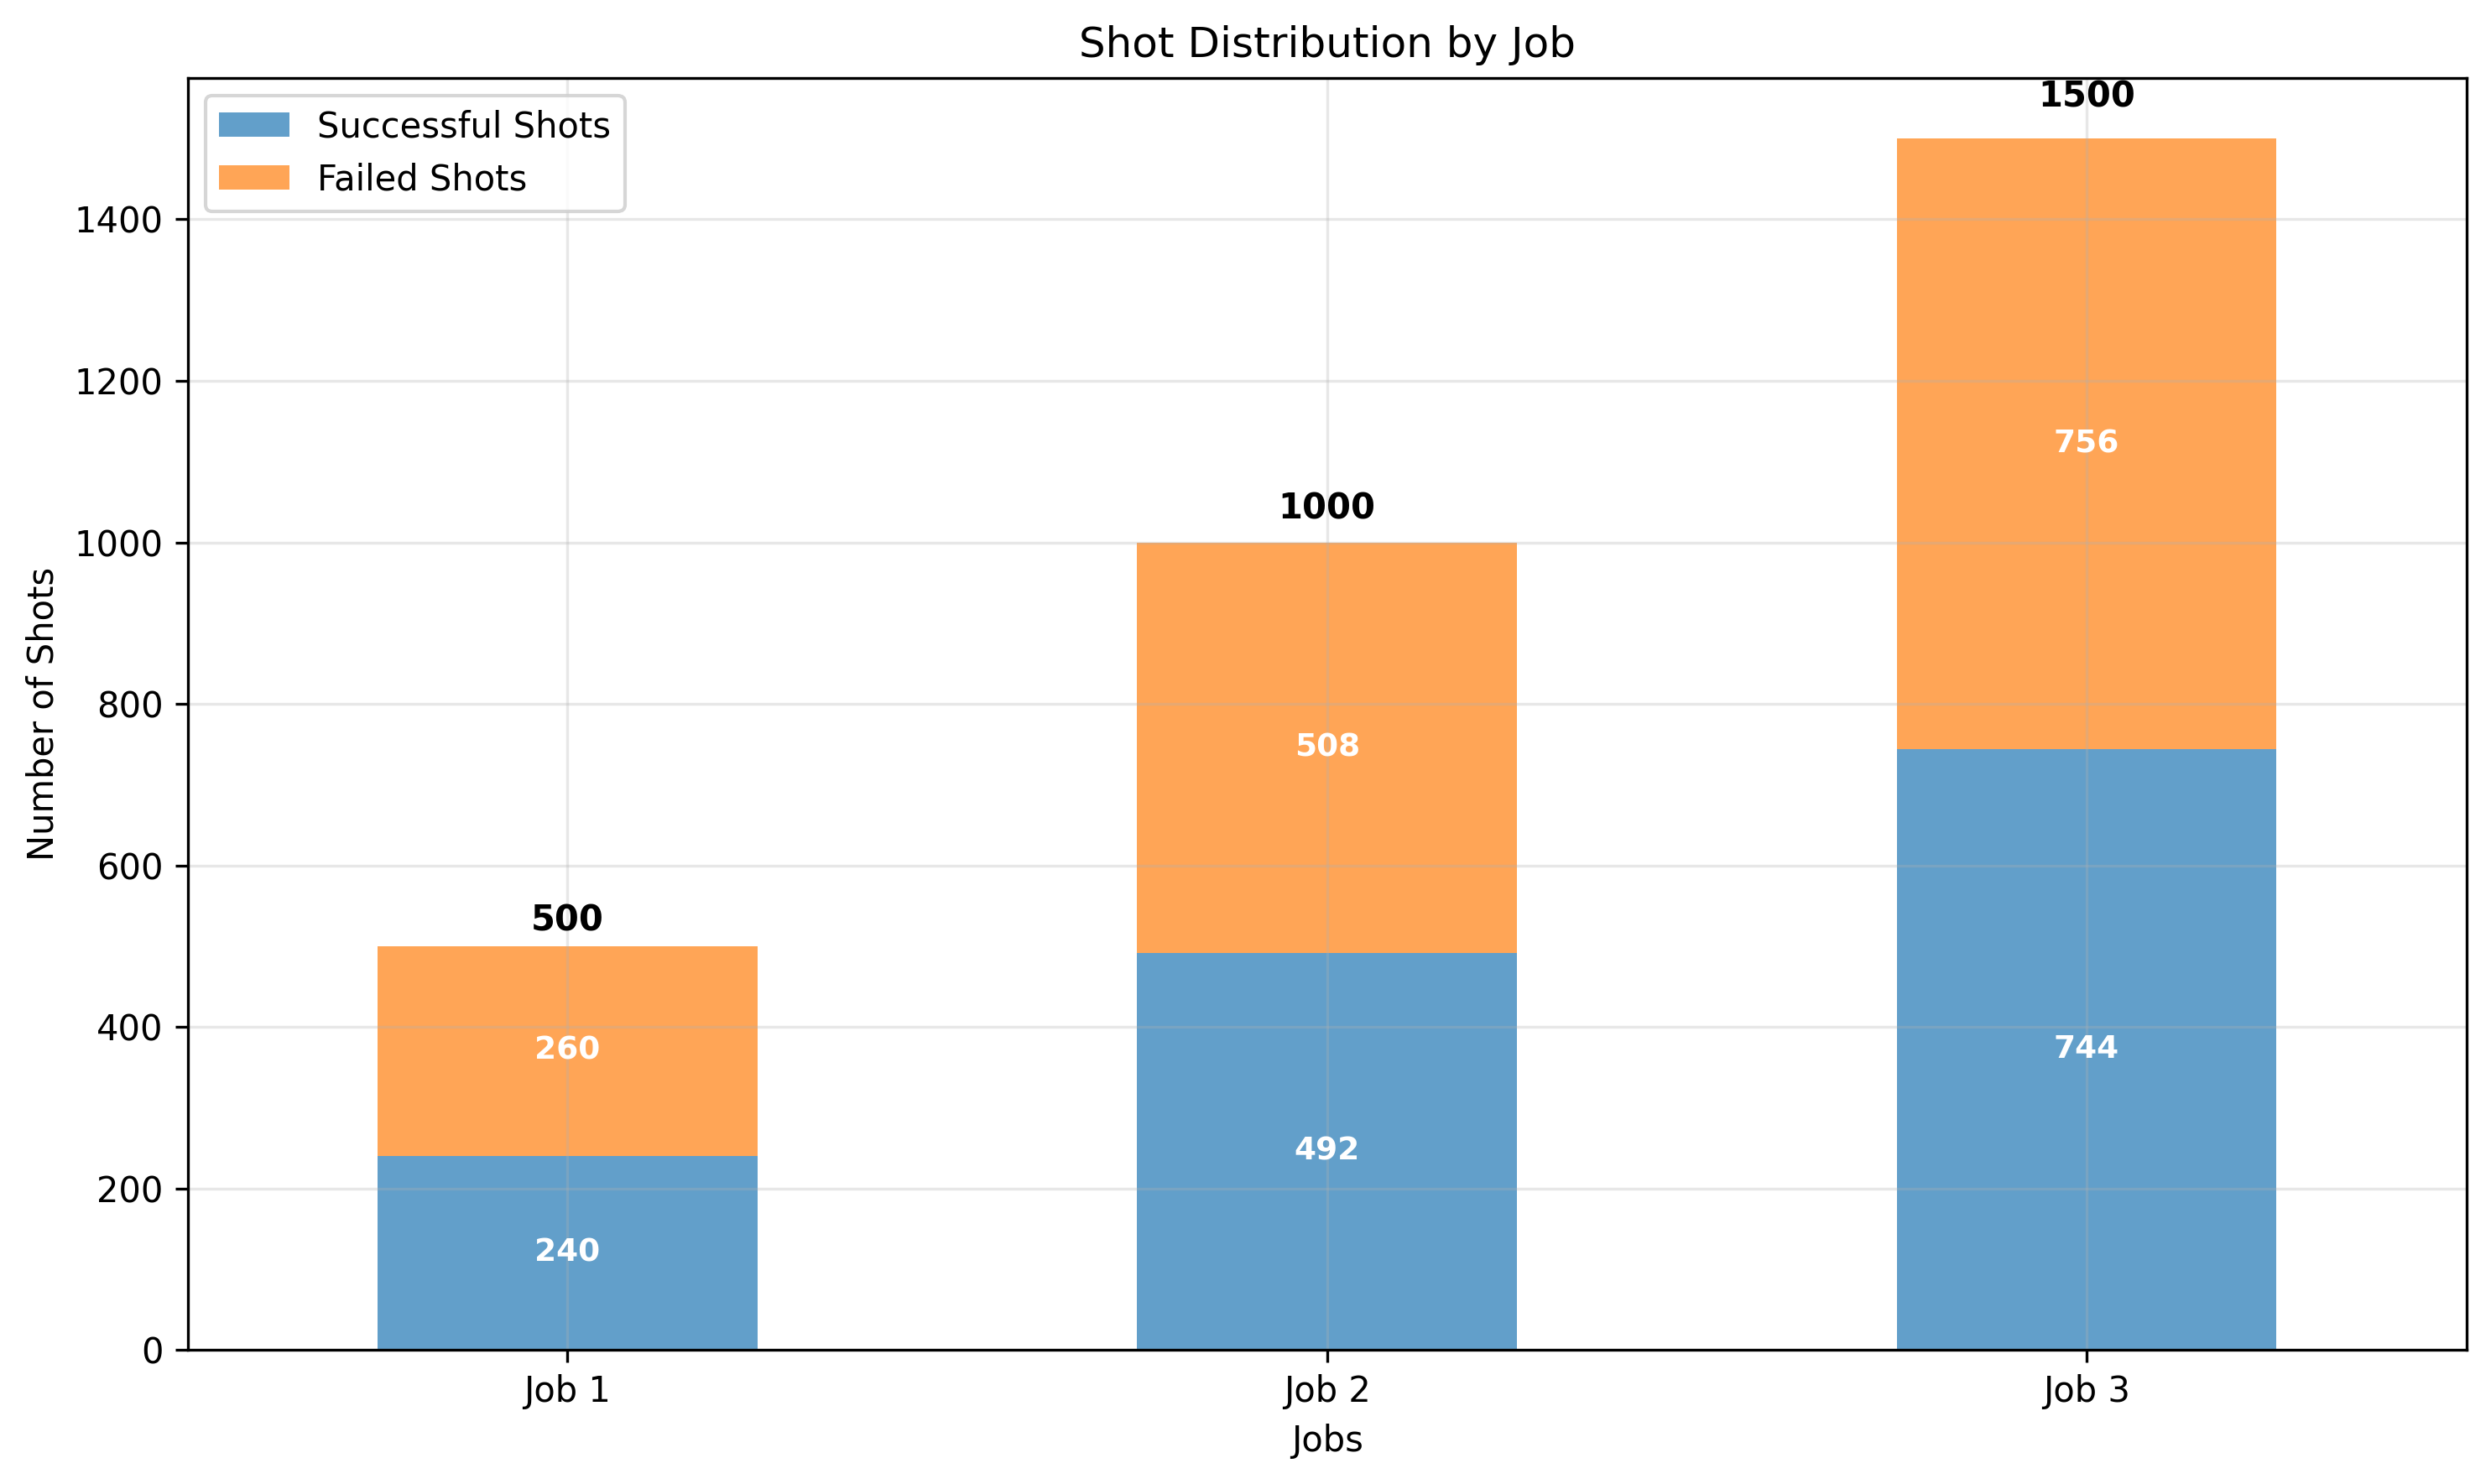 Shot Distribution by Job
Successful Shots
Failed Shots
Number of Shots
1400
1200
1000
800
600
400
200
0
500
260
240
1000
508
492
1500
756
744
Job 1
Job 2
Job 3
Jobs